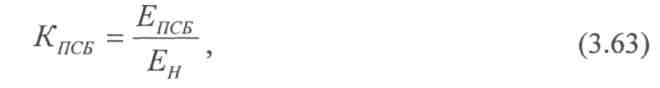 К_ПСБ = Е_ПСБ / Е_Н , (3.63)